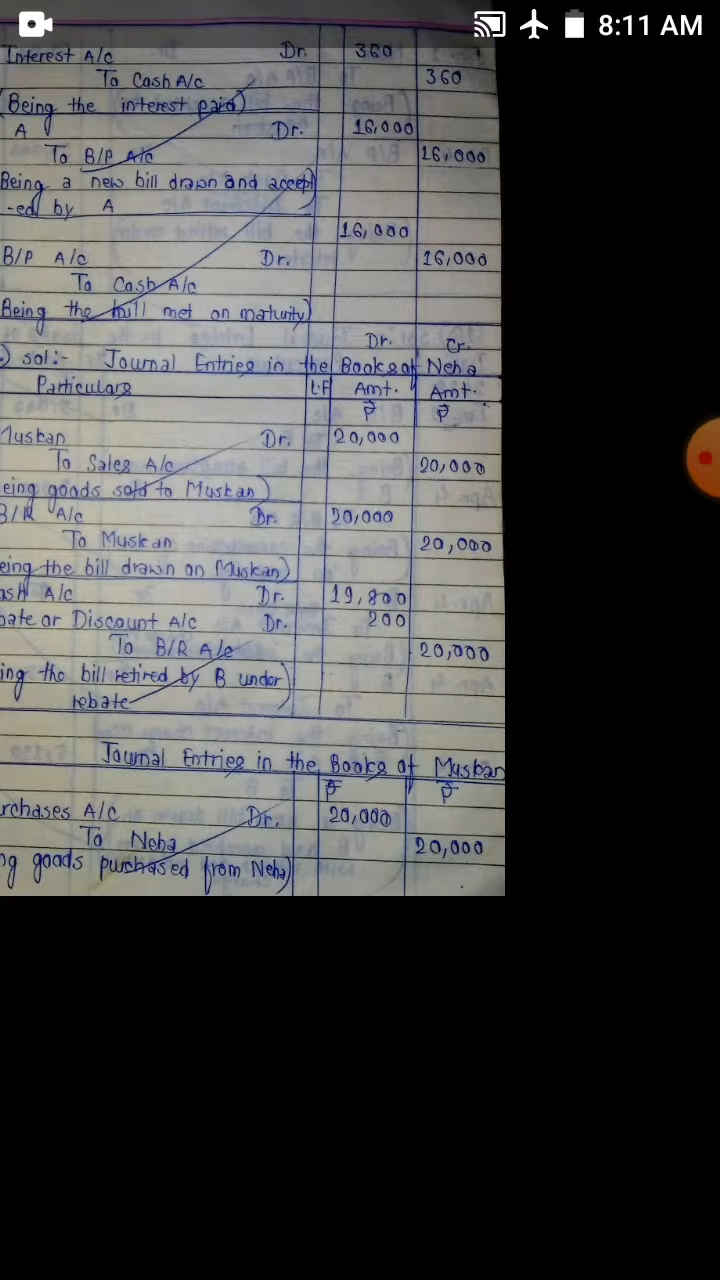 8:11 AM
Interest A/c Dr. 360
To Cash A/c 360
(Being the interest paid)
A Dr. 16,000
To B/P A/c 16,000
Being a new bill drawn and accept
-ed by A
16,000
B/P A/c Dr. 16,000
To Cash A/c
Being the bill met on maturity)
Dr. Cr.
) sol:- Journal Entries in the Books of Neha
Particulars L.F Amt. Amt.
₹ ₹
Muskan Dr. 20,000
To Sales A/c 20,000
eing goods sold to Muskan)
B/R A/c Dr. 20,000
To Muskan 20,000
eing the bill drawn on Muskan)
ash A/c Dr. 19,800
bate or Discount A/c Dr. 200
To B/R A/c 20,000
ing the bill retired by B under)
rebate
Journal Entries in the Books of Muskan
₹ ₹
rchases A/c Dr. 20,000
To Neha 20,000
ng goods purchased from Neha)